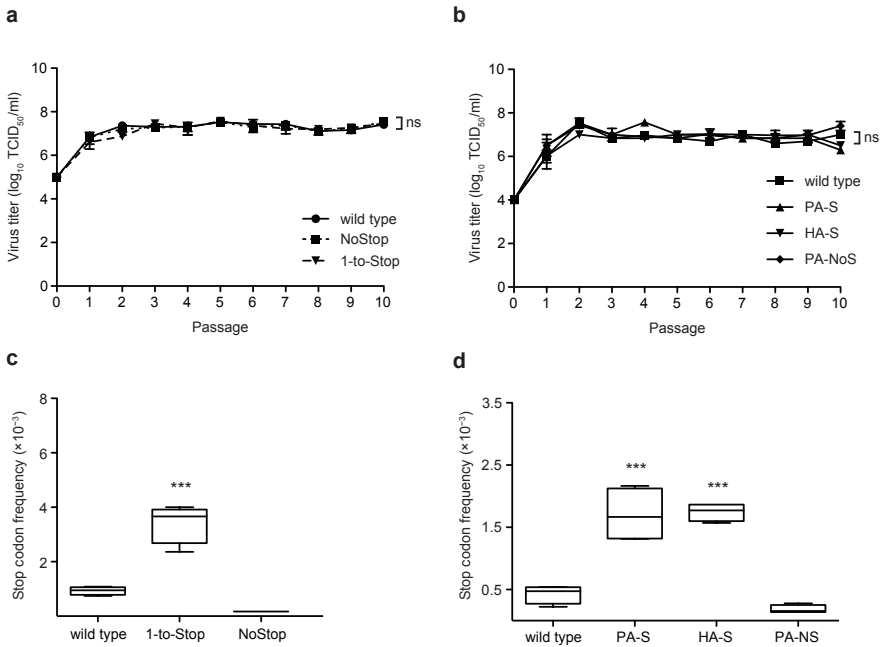 a
Virus titer (log10 TCID50/ml)
10
8
6
4
2
0
0 1 2 3 4 5 6 7 8 9 10
Passage
ns
wild type
NoStop
1-to-Stop
b
Virus titer (log10 TCID50/ml)
10
8
6
4
2
0
0 1 2 3 4 5 6 7 8 9 10
Passage
ns
wild type
PA-S
HA-S
PA-NoS
c
Stop codon frequency (×10⁻³)
8
6
4
2
***
wild type 1-to-Stop NoStop
d
Stop codon frequency (×10⁻³)
3.5
2.5
1.5
0.5
***
***
wild type PA-S HA-S PA-NS